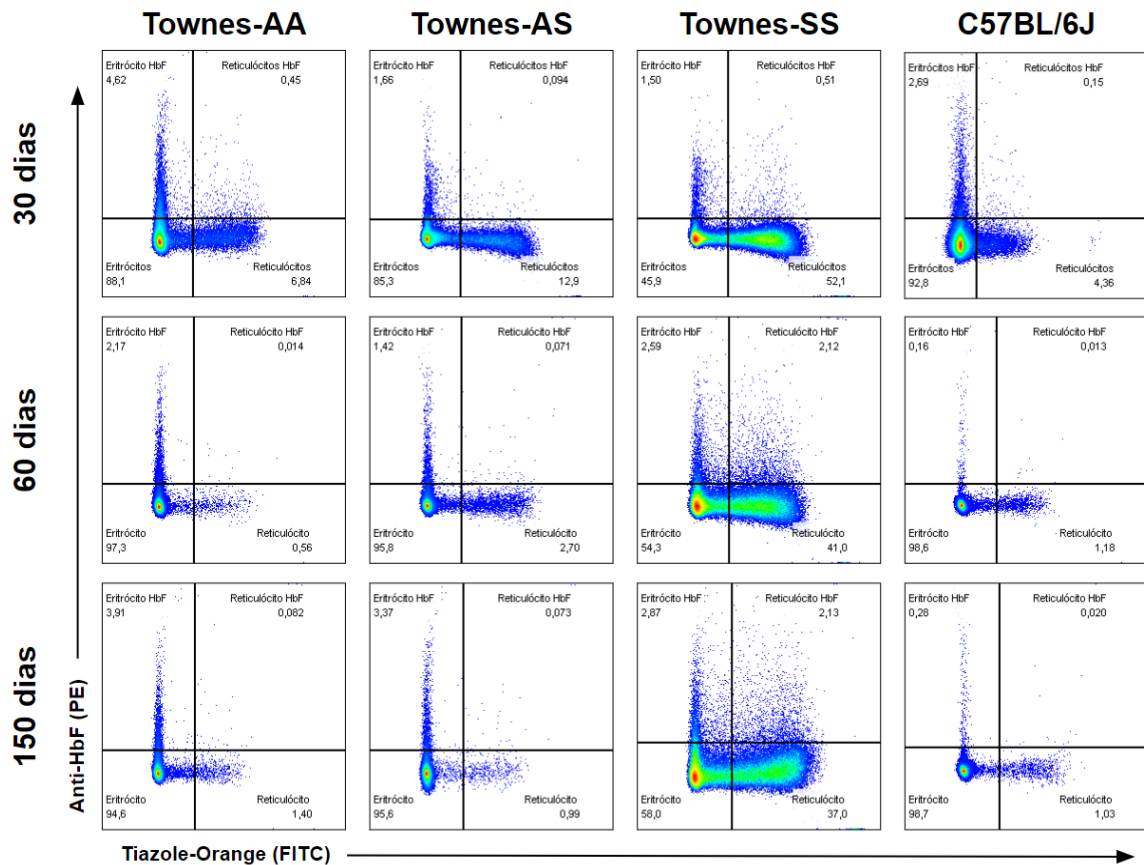 Townes-AA Townes-AS Townes-SS C57BL/6J
30 dias
Eritrócito HbF Reticulócitos HbF
4,62 0,45
Eritrócitos Reticulócitos
88,1 6,84
Eritrócito HbF Reticulócitos HbF
1,66 0,094
Eritrócitos Reticulócitos
85,3 12,9
Eritrócito HbF Reticulócitos HbF
1,50 0,51
Eritrócitos Reticulócitos
45,9 52,1
Eritrócitos HbF Reticulócitos HbF
2,69 0,15
Eritrócitos Reticulócitos
92,8 4,36
60 dias
Eritrócito HbF Reticulócito HbF
2,17 0,014
Eritrócito Reticulócito
97,3 0,56
Eritrócito HbF Reticulócito HbF
1,42 0,071
Eritrócito Reticulócito
95,8 2,70
Eritrócito HbF Reticulócito HbF
2,59 2,12
Eritrócito Reticulócito
54,3 41,0
Eritrócito HbF Reticulócito HbF
0,16 0,013
Eritrócito Reticulócito
98,6 1,18
150 dias
Eritrócito HbF Reticulócito HbF
3,91 0,082
Eritrócito Reticulócito
94,6 1,40
Eritrócito HbF Reticulócito HbF
3,37 0,073
Eritrócito Reticulócito
95,6 0,99
Eritrócito HbF Reticulócito HbF
2,87 2,13
Eritrócito Reticulócito
58,0 37,0
Eritrócito HbF Reticulócito HbF
0,28 0,020
Eritrócito Reticulócito
98,7 1,03
Anti-HbF (PE)
Tiazole-Orange (FITC)